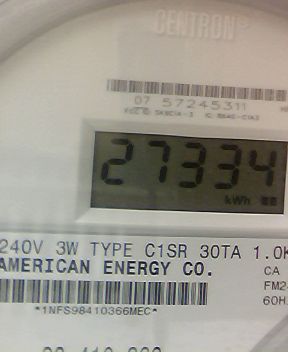 CENTRON®
07 57245311
27334
kWh
240V 3W TYPE C1SR 30TA 1.0K
AMERICAN ENERGY CO.
CA
FM2
60H
*1NFS98410366MEC*